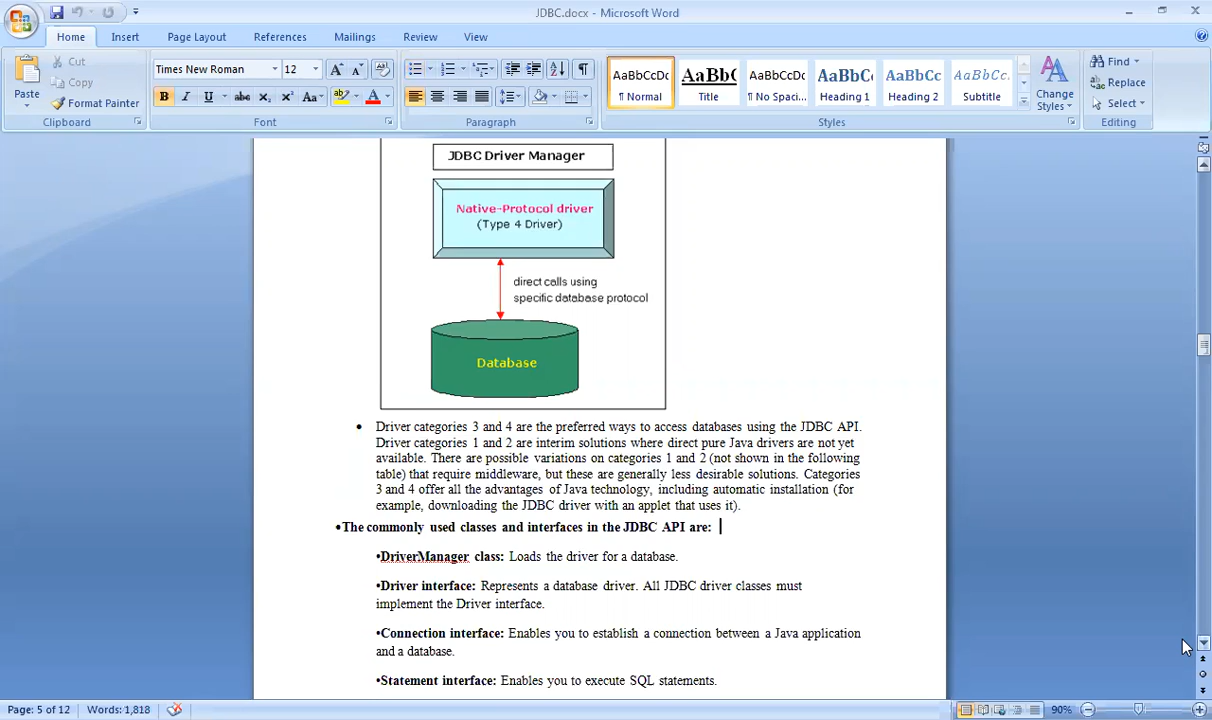 JDBC.docx - Microsoft Word
Home Insert Page Layout References Mailings Review View
Paste
Cut
Copy
Format Painter
Clipboard
Times New Roman 12
B I U abc X₂ X² Aa
Font
Paragraph
AaBbCcDc AaBbC AaBbCcDc AaBbC AaBbCc AaBbCc.
¶ Normal Title ¶ No Spaci... Heading 1 Heading 2 Subtitle
Change Styles
Styles
Find
Replace
Select
Editing
JDBC Driver Manager
Native-Protocol driver
(Type 4 Driver)
direct calls using
specific database protocol
Database
• Driver categories 3 and 4 are the preferred ways to access databases using the JDBC API.
Driver categories 1 and 2 are interim solutions where direct pure Java drivers are not yet
available. There are possible variations on categories 1 and 2 (not shown in the following
table) that require middleware, but these are generally less desirable solutions. Categories
3 and 4 offer all the advantages of Java technology, including automatic installation (for
example, downloading the JDBC driver with an applet that uses it).
•The commonly used classes and interfaces in the JDBC API are:
•DriverManager class: Loads the driver for a database.
•Driver interface: Represents a database driver. All JDBC driver classes must
implement the Driver interface.
•Connection interface: Enables you to establish a connection between a Java application
and a database.
•Statement interface: Enables you to execute SQL statements.
Page: 5 of 12 Words: 1,818 90%